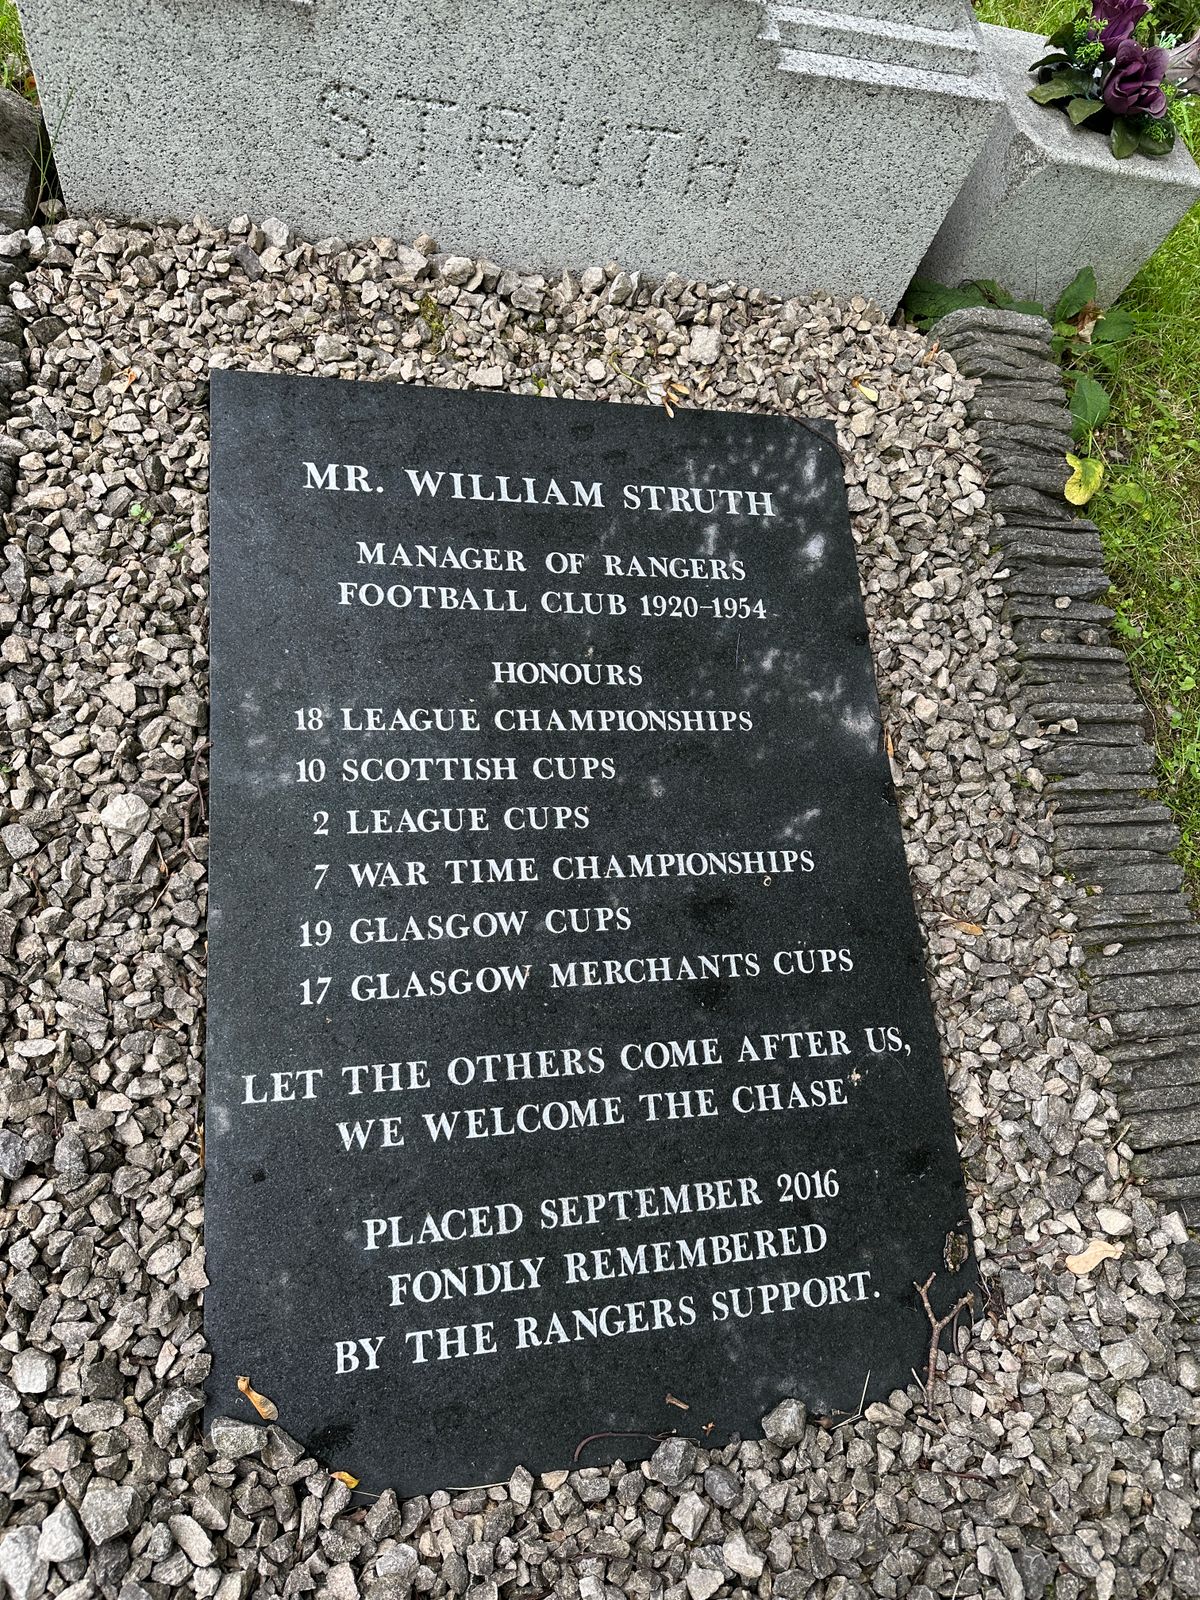 STRUTH
MR. WILLIAM STRUTH
MANAGER OF RANGERS
FOOTBALL CLUB 1920-1954
HONOURS
18 LEAGUE CHAMPIONSHIPS
10 SCOTTISH CUPS
2 LEAGUE CUPS
7 WAR TIME CHAMPIONSHIPS
19 GLASGOW CUPS
17 GLASGOW MERCHANTS CUPS
LET THE OTHERS COME AFTER US,
WE WELCOME THE CHASE"
PLACED SEPTEMBER 2016
FONDLY REMEMBERED
BY THE RANGERS SUPPORT.